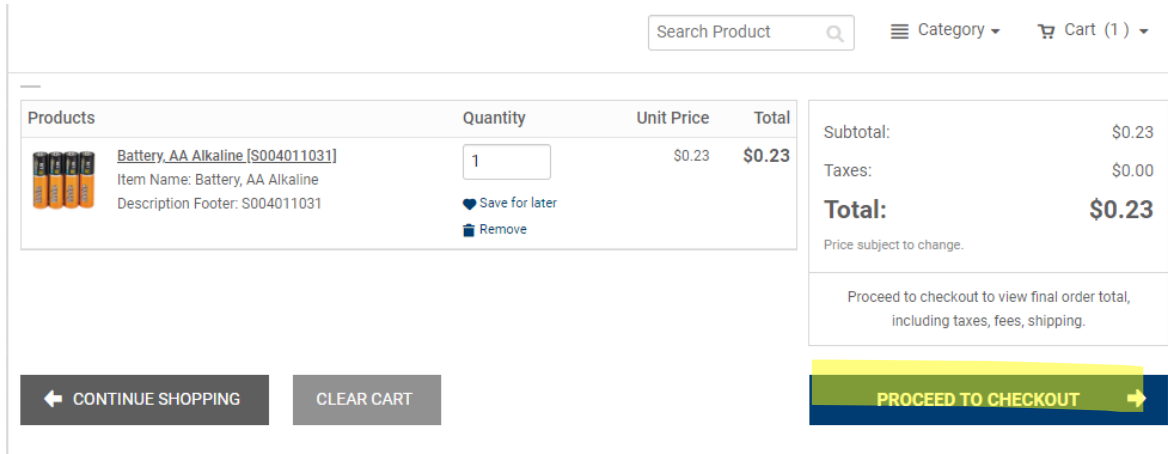 Search Product
Category
Cart (1 )
Products Quantity Unit Price Total
Battery, AA Alkaline [S004011031] 1 $0.23 $0.23
Item Name: Battery, AA Alkaline
Description Footer: S004011031
Save for later
Remove
Subtotal: $0.23
Taxes: $0.00
Total: $0.23
Price subject to change.
Proceed to checkout to view final order total,
including taxes, fees, shipping.
CONTINUE SHOPPING
CLEAR CART
PROCEED TO CHECKOUT